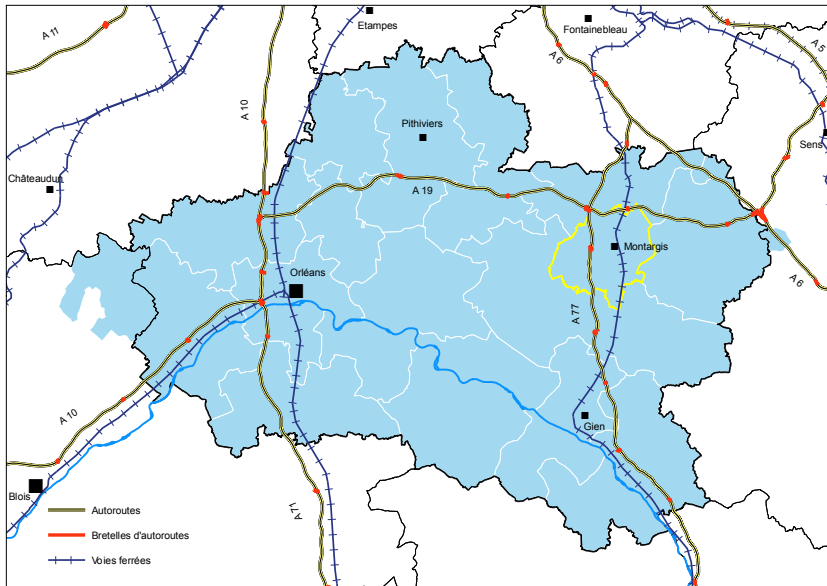 Etampes
Fontainebleau
A 11
A 6
A 5
A 10
Pithiviers
Sens
Châteaudun
A 19
Montargis
Orléans
A 6
A 77
A 10
Gien
Blois
A 71
Autoroutes
Bretelles d'autoroutes
Voies ferrées